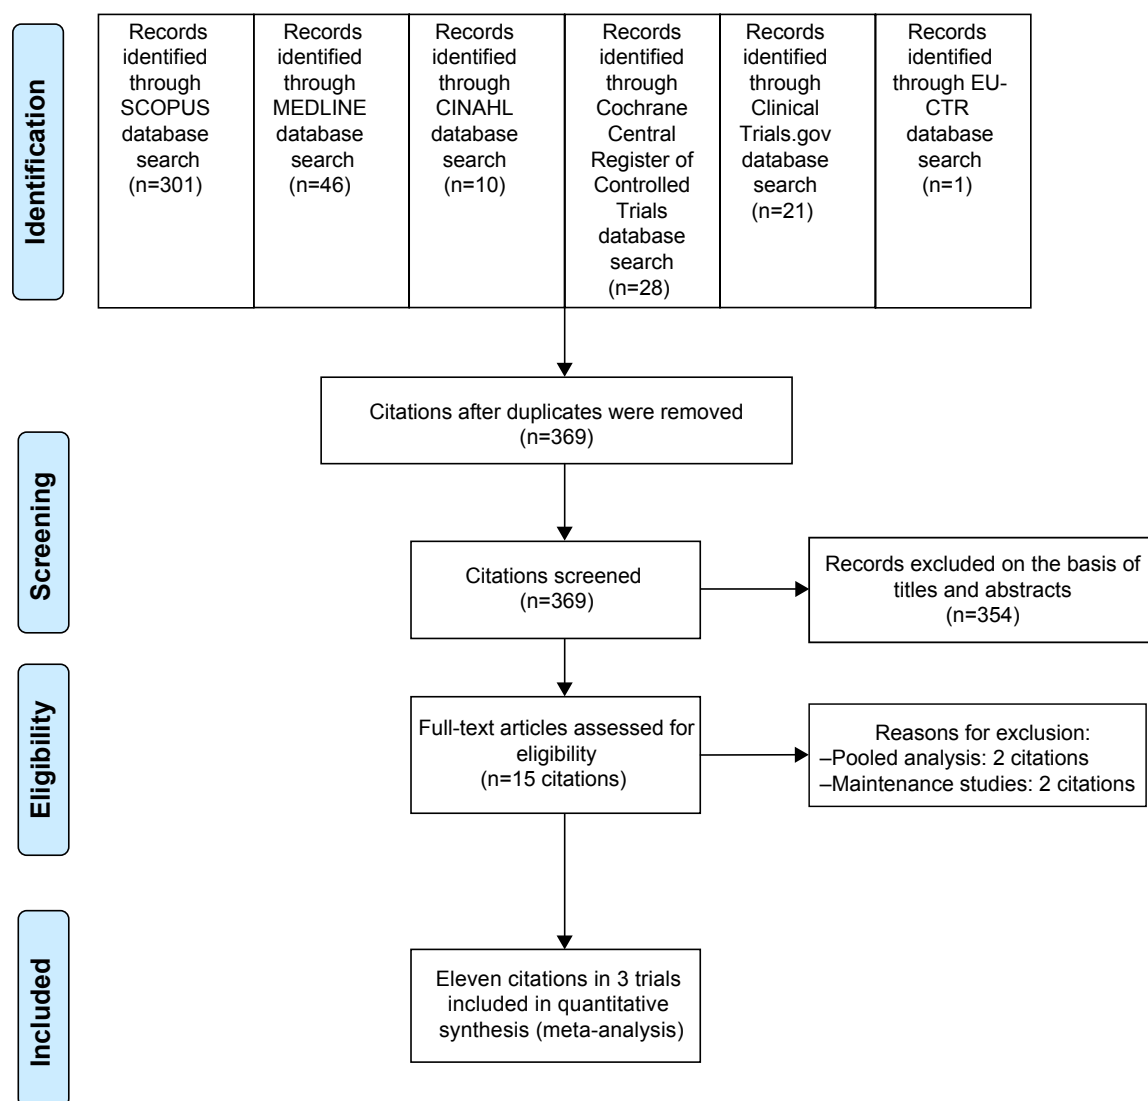 Identification
Records
identified
through
SCOPUS
database
search
(n=301)
Records
identified
through
MEDLINE
database
search
(n=46)
Records
identified
through
CINAHL
database
search
(n=10)
Records
identified
through
Cochrane
Central
Register of
Controlled
Trials
database
search
(n=28)
Records
identified
through
Clinical
Trials.gov
database
search
(n=21)
Records
identified
through EU-
CTR
database
search
(n=1)
Citations after duplicates were removed
(n=369)
Screening
Citations screened
(n=369)
Records excluded on the basis of
titles and abstracts
(n=354)
Eligibility
Full-text articles assessed for
eligibility
(n=15 citations)
Reasons for exclusion:
–Pooled analysis: 2 citations
–Maintenance studies: 2 citations
Included
Eleven citations in 3 trials
included in quantitative
synthesis (meta-analysis)